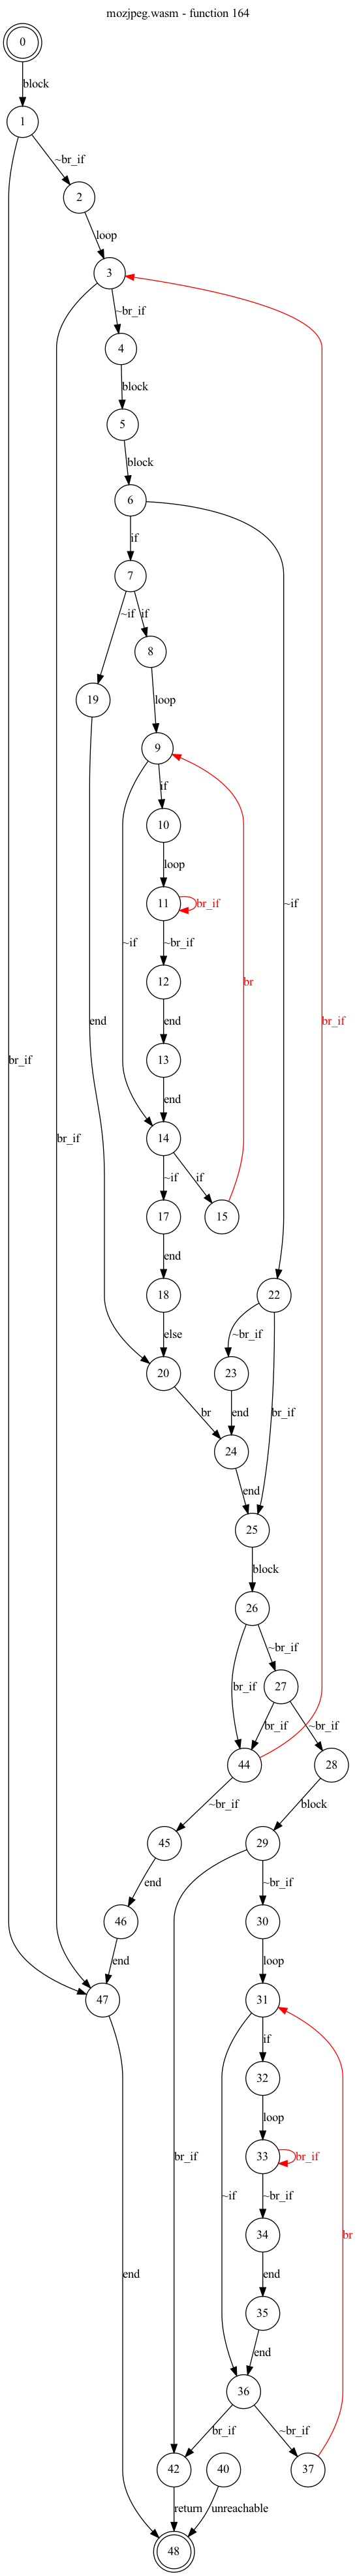 mozjpeg.wasm - function 164
0
block
1
~br_if
2
loop
3
~br_if
4
block
5
block
6
if
7
~if
if
8
19
loop
9
if
10
loop
11
br_if
br
~if
~if
~br_if
12
end
end
br_if
13
br_if
end
14
br_if
~if
if
17
15
end
18
22
else
~br_if
20
23
br
end
br_if
24
end
25
block
26
~br_if
br_if
27
br_if
~br_if
44
28
~br_if
block
45
29
end
~br_if
46
30
end
loop
47
31
if
32
loop
br_if
33
br_if
~if
~br_if
br
end
34
end
35
end
36
br_if
~br_if
42
40
37
return
unreachable
48